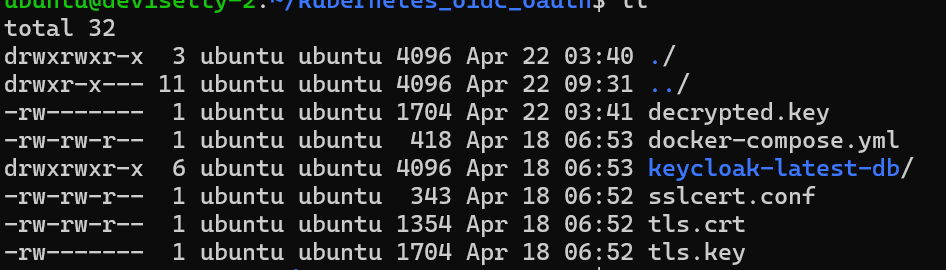 ubuntu@devisetty-2:~/kubernetes_oidc_oauth$ ll
total 32
drwxrwxr-x  3 ubuntu ubuntu 4096 Apr 22 03:40 ./
drwxr-x--- 11 ubuntu ubuntu 4096 Apr 22 09:31 ../
-rw-------  1 ubuntu ubuntu 1704 Apr 22 03:41 decrypted.key
-rw-rw-r--  1 ubuntu ubuntu  418 Apr 18 06:53 docker-compose.yml
drwxrwxr-x  6 ubuntu ubuntu 4096 Apr 18 06:53 keycloak-latest-db/
-rw-rw-r--  1 ubuntu ubuntu  343 Apr 18 06:52 sslcert.conf
-rw-rw-r--  1 ubuntu ubuntu 1354 Apr 18 06:52 tls.crt
-rw-------  1 ubuntu ubuntu 1704 Apr 18 06:52 tls.key